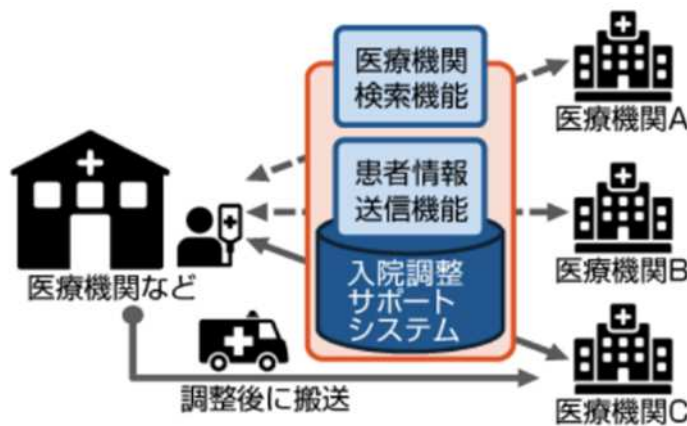 医療機関
検索機能
医療機関A
患者情報
送信機能
医療機関B
医療機関など
入院調整
サポート
システム
調整後に搬送
医療機関C